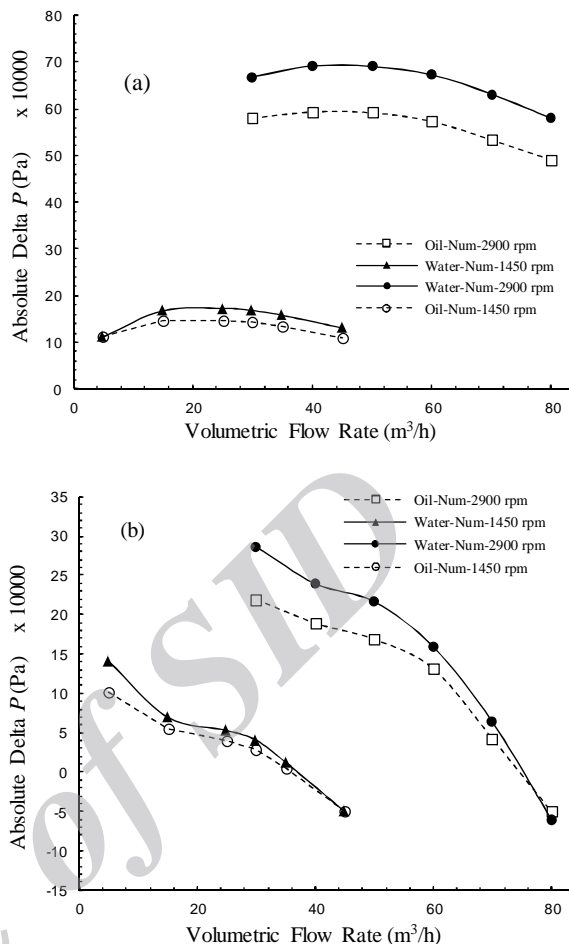 80
70
60
50
40
30
20
10
0
Absolute Delta P (Pa) x 10000
(a)
Oil-Num-2900 rpm
Water-Num-1450 rpm
Water-Num-2900 rpm
Oil-Num-1450 rpm
0 20 40 60 80
Volumetric Flow Rate (m³/h)
35
30
25
20
15
10
5
0
-5
-10
-15
Absolute Delta P (Pa) x 10000
(b)
Oil-Num-2900 rpm
Water-Num-1450 rpm
Water-Num-2900 rpm
Oil-Num-1450 rpm
0 20 40 60 80
Volumetric Flow Rate (m³/h)
of SID